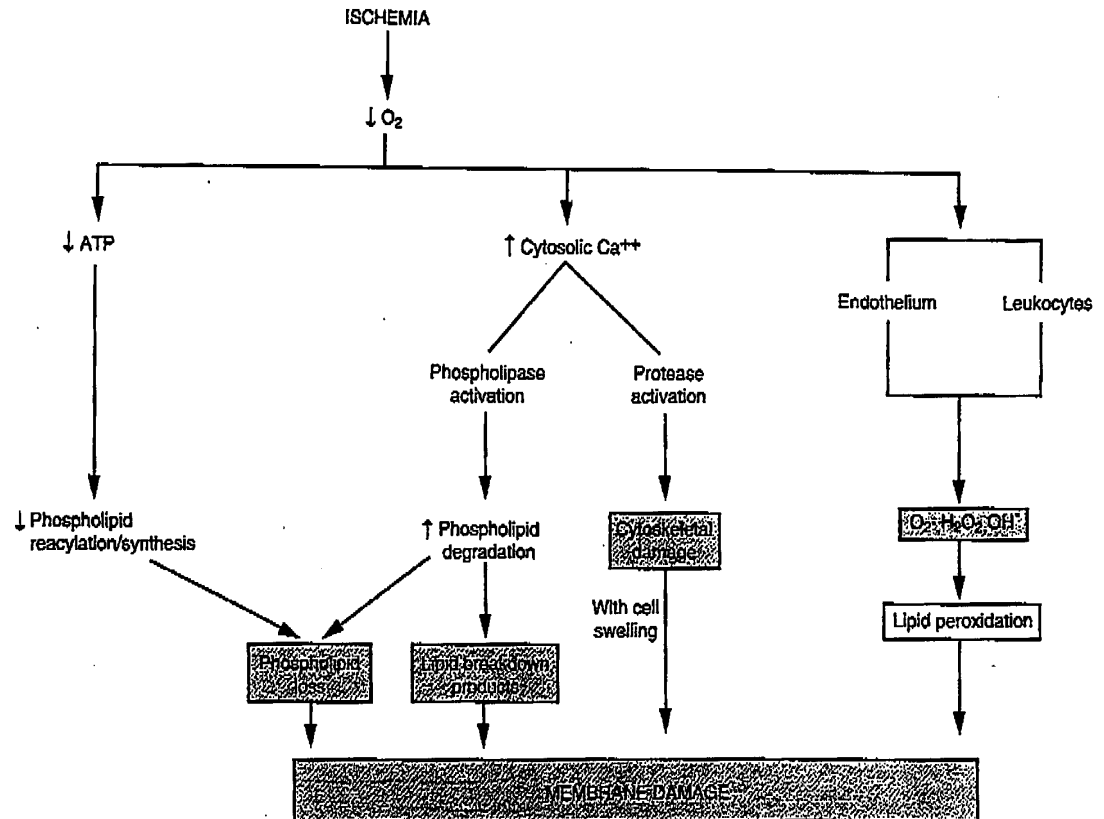 ISCHEMIA
↓ O₂
↓ ATP
↑ Cytosolic Ca⁺⁺
Endothelium
Leukocytes
Phospholipase
activation
Protease
activation
↓ Phospholipid
reacylation/synthesis
↑ Phospholipid
degradation
Cytoskeletal
damage
O₂⁻ H₂O₂ OH˙
With cell
swelling
Lipid peroxidation
Phospholipid
loss
Lipid breakdown
products
MEMBRANE DAMAGE